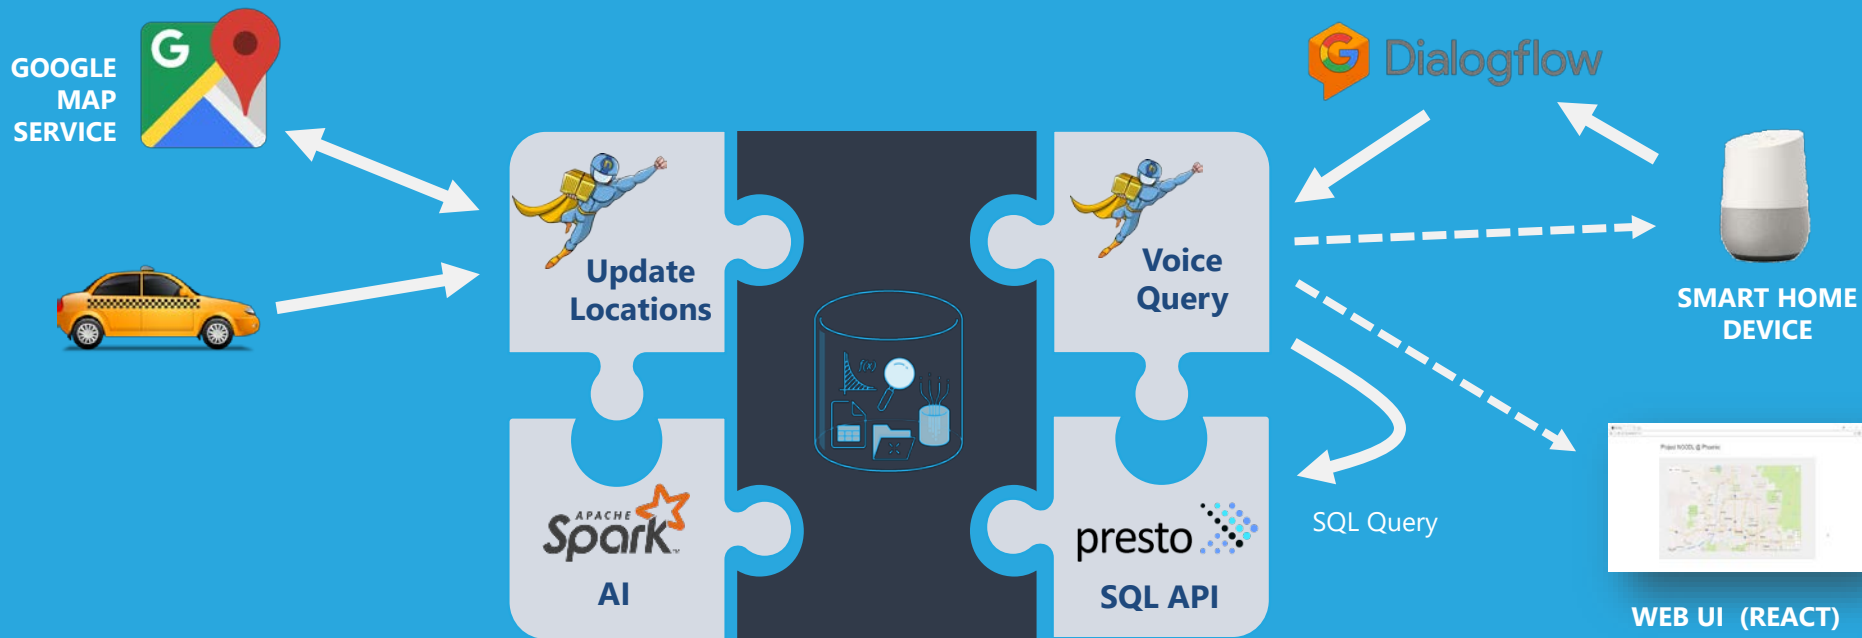 GOOGLE
MAP
SERVICE
G
Update
Locations
APACHE
Spark™
AI
f(x)
Voice
Query
presto
SQL API
G Dialogflow
SMART HOME
DEVICE
SQL Query
WEB UI (REACT)